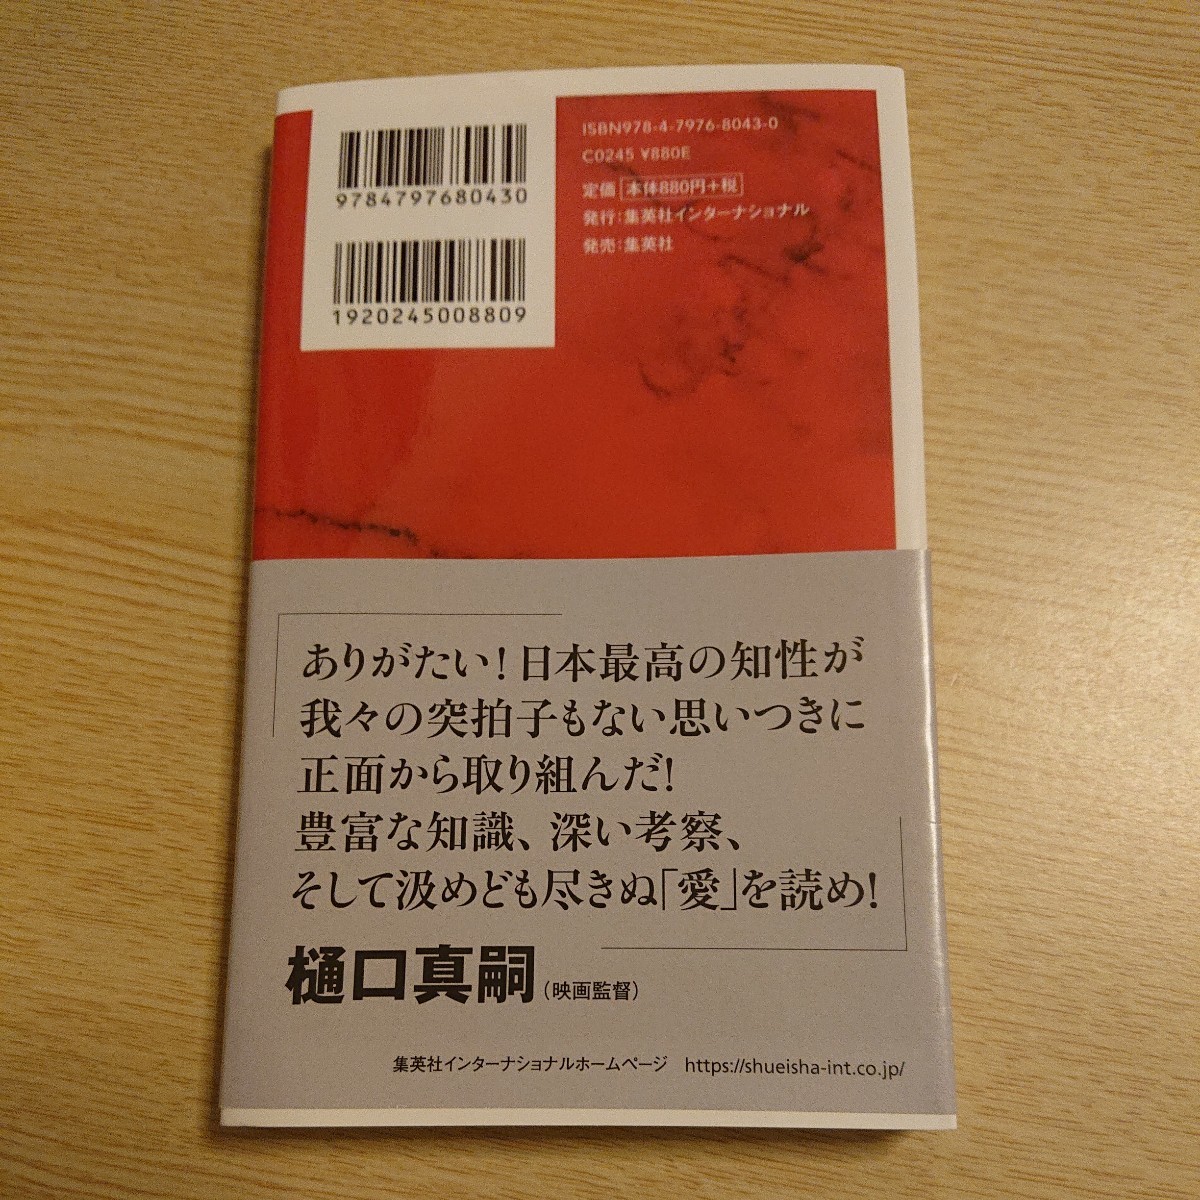 9784797680430
1920245008809
ISBN978-4-7976-8043-0
C0245 ¥880E
定価 本体880円+税
発行:集英社インターナショナル
発売:集英社
ありがたい!日本最高の知性が
我々の突拍子もない思いつきに
正面から取り組んだ!
豊富な知識、深い考察、
そして汲めども尽きぬ「愛」を読め!
樋口真嗣(映画監督)
集英社インターナショナルホームページ https://shueisha-int.co.jp/